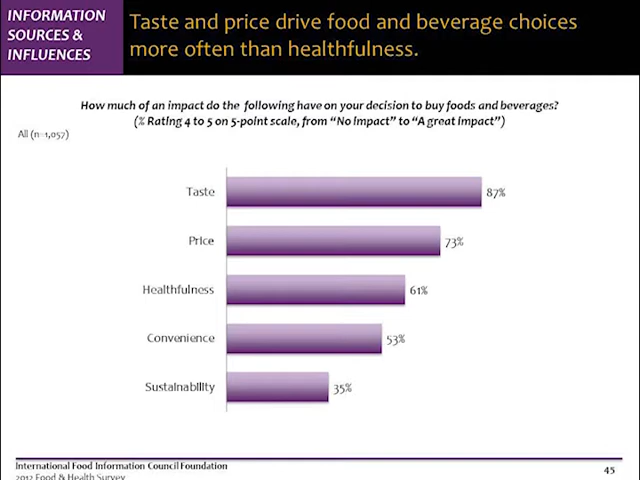 INFORMATION
SOURCES &
INFLUENCES
Taste and price drive food and beverage choices
more often than healthfulness.
How much of an impact do the following have on your decision to buy foods and beverages?
(% Rating 4 to 5 on 5-point scale, from “No impact” to “A great impact”)
All (n=1,057)
Taste 87%
Price 73%
Healthfulness 61%
Convenience 53%
Sustainability 35%
International Food Information Council Foundation
2012 Food & Health Survey
45